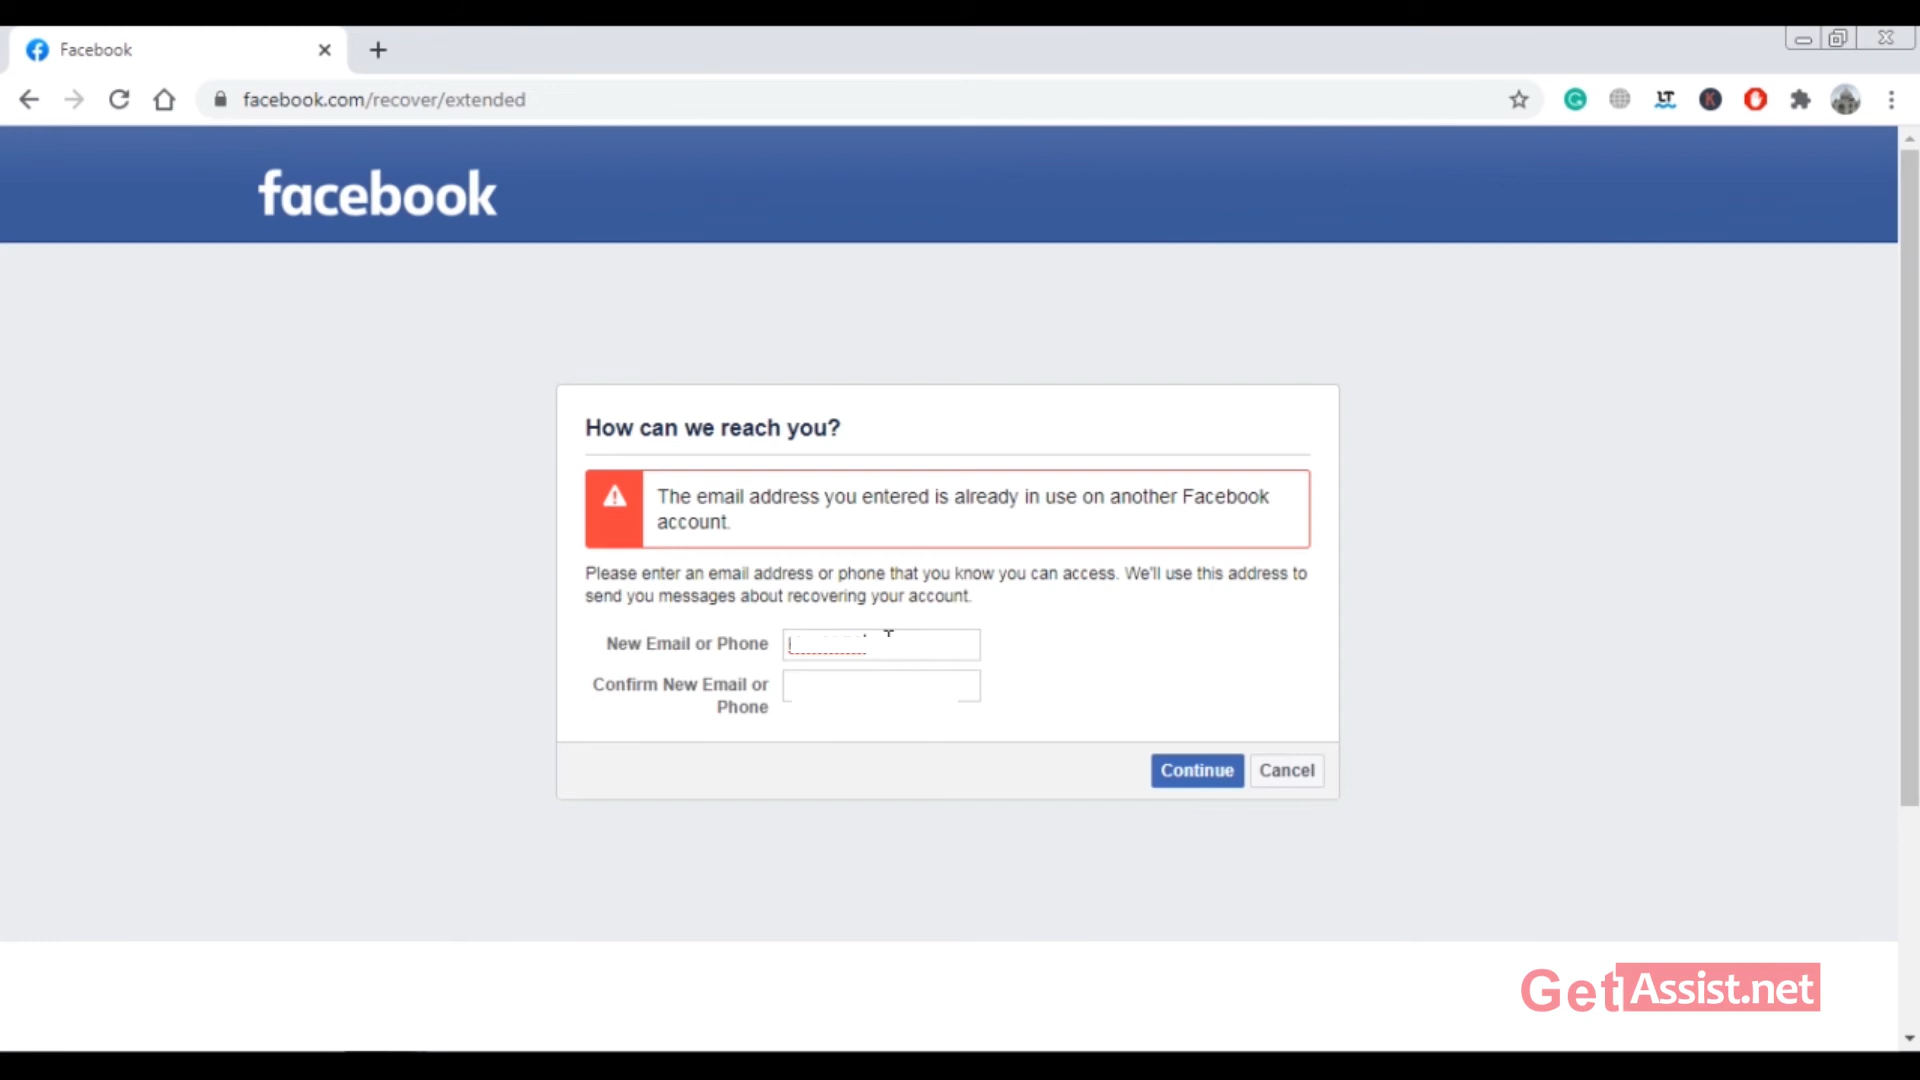 Facebook
facebook.com/recover/extended
LT
K
facebook
How can we reach you?
The email address you entered is already in use on another Facebook
account.
Please enter an email address or phone that you know you can access. We'll use this address to
send you messages about recovering your account.
New Email or Phone
Confirm New Email or
Phone
Continue Cancel
GetAssist.net